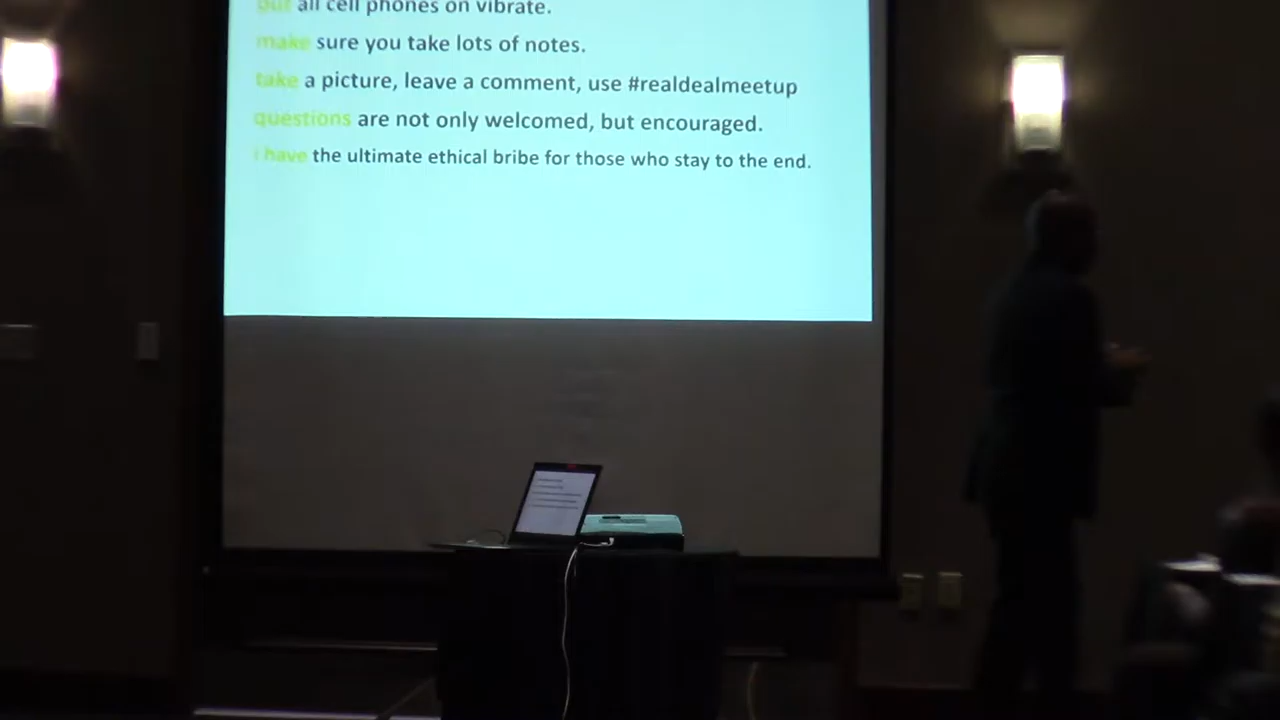 put all cell phones on vibrate.
make sure you take lots of notes.
take a picture, leave a comment, use #realdealmeetup
questions are not only welcomed, but encouraged.
i have the ultimate ethical bribe for those who stay to the end.